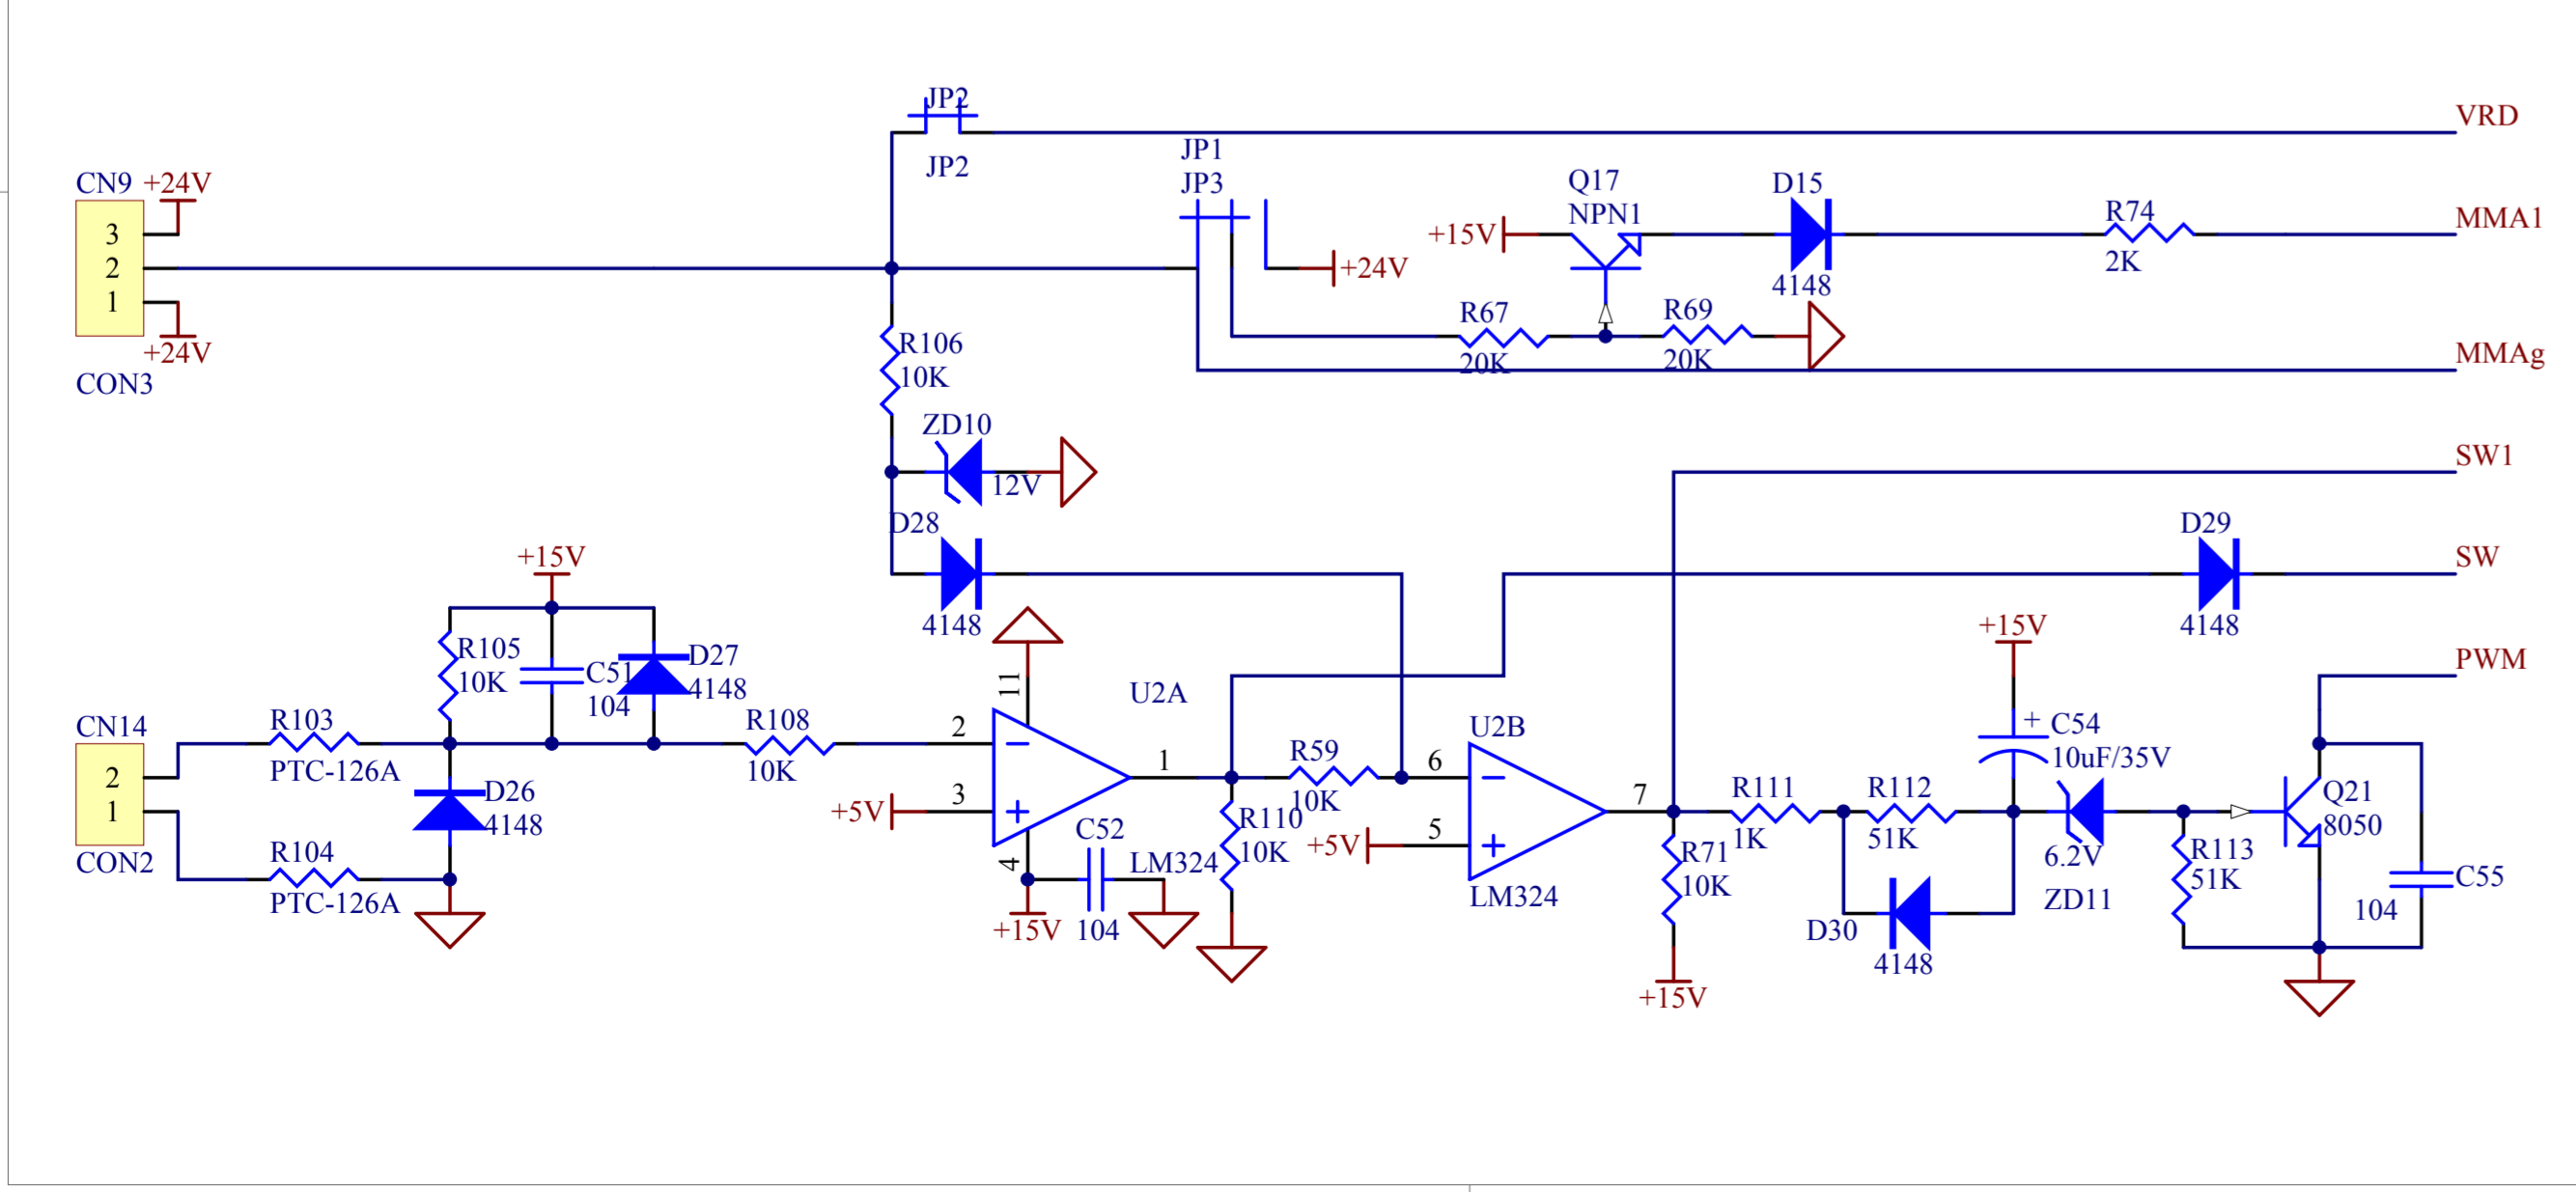 JP2
VRD
JP2
JP1
JP3
CN9
+24V
Q17
NPN1
D15
R74
MMA1
3
2
1
+15V
+24V
4148
2K
+24V
CON3
R106
10K
R67
20K
R69
20K
MMAg
ZD10
12V
SW1
D28
4148
D29
SW
4148
+15V
R105
10K
C51
104
D27
4148
11
U2A
+15V
PWM
CN14
2
1
CON2
R103
PTC-126A
R108
10K
2
3
1
+5V
D26
4148
R104
PTC-126A
4
+15V
C52
104
LM324
R59
10K
R110
10K
U2B
6
5
7
+5V
LM324
R71
10K
+15V
R111
1K
R112
51K
+
C54
10uF/35V
6.2V
ZD11
D30
4148
R113
51K
Q21
8050
C55
104